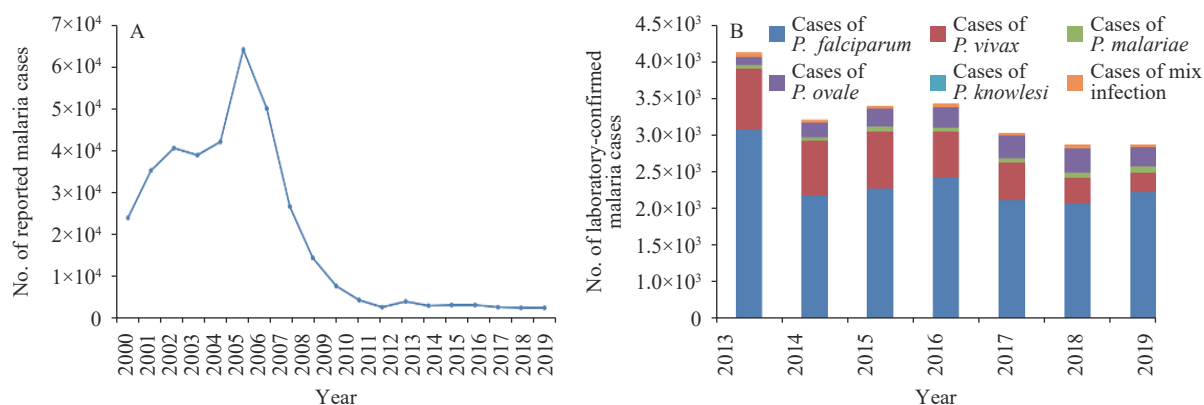 A
No. of reported malaria cases
7×10⁴
6×10⁴
5×10⁴
4×10⁴
3×10⁴
2×10⁴
1×10⁴
0
2000
2001
2002
2003
2004
2005
2006
2007
2008
2009
2010
2011
2012
2013
2014
2015
2016
2017
2018
2019
Year
B
No. of laboratory-confirmed
malaria cases
4.5×10³
4.0×10³
3.5×10³
3.0×10³
2.5×10³
2.0×10³
1.5×10³
1.0×10³
0
Cases of
P. falciparum
Cases of
P. vivax
Cases of
P. malariae
Cases of
P. ovale
Cases of
P. knowlesi
Cases of mix
infection
2013
2014
2015
2016
2017
2018
2019
Year